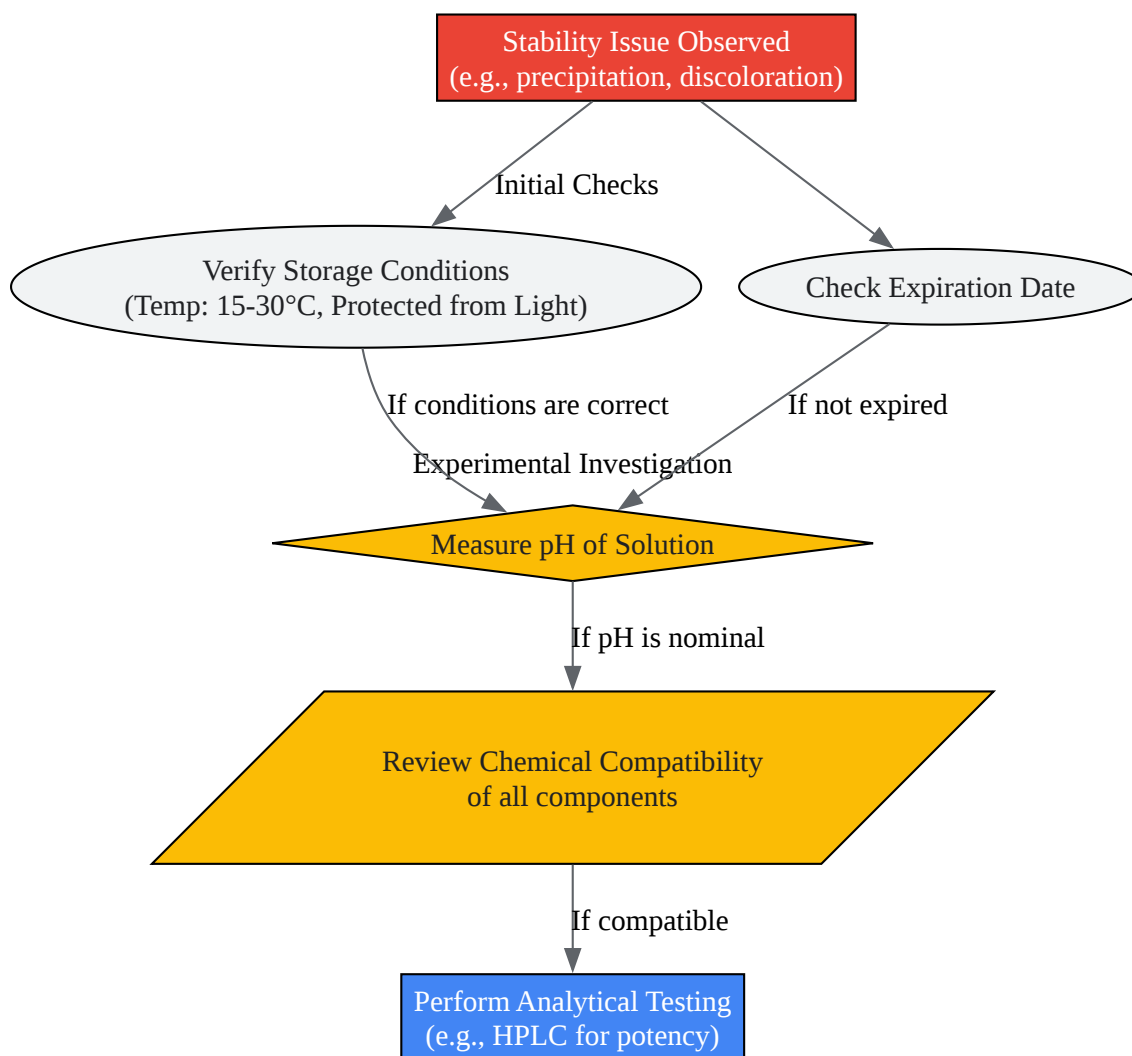 Stability Issue Observed
(e.g., precipitation, discoloration)
Initial Checks
Verify Storage Conditions
(Temp: 15-30°C, Protected from Light)
Check Expiration Date
If conditions are correct
If not expired
Experimental Investigation
Measure pH of Solution
If pH is nominal
Review Chemical Compatibility
of all components
If compatible
Perform Analytical Testing
(e.g., HPLC for potency)